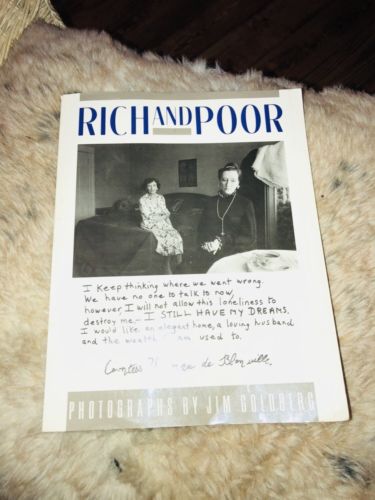 RICH AND POOR
I keep thinking where we went wrong.
We have no one to talk to now,
however, I will not allow this loneliness to
destroy me,— I STILL HAVE MY DREAMS.
I would like an elegant home, a loving husband
and the wealth I am used to.
Countess de
PHOTOGRAPHS BY JIM GOLDBERG